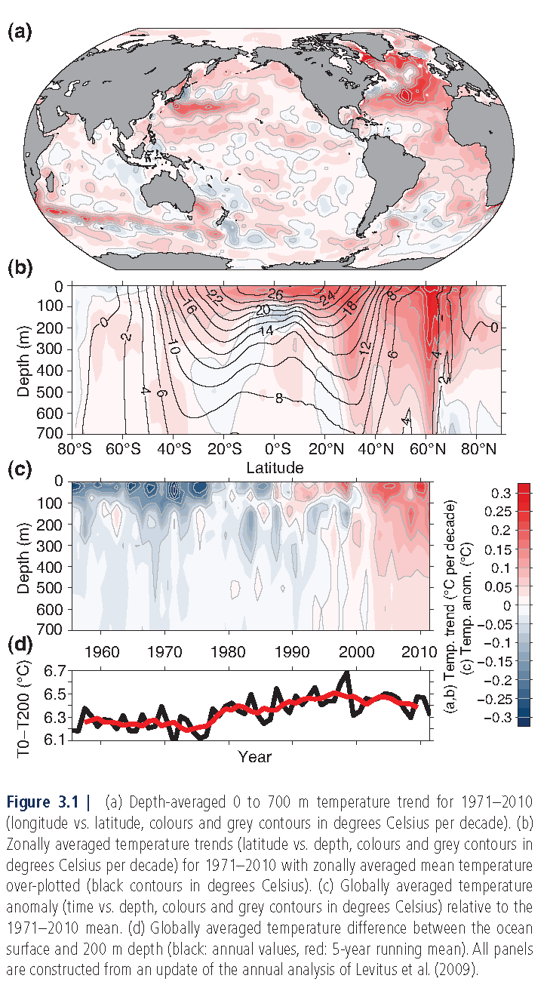 (a)
(b)
0
100
200
300
400
500
600
700
Depth (m)
0 2 4 6 10 16 22 26 20 14 8 24 18 12 8 6 4 4 2 0
80°S 60°S 40°S 20°S 0°S 20°N 40°N 60°N 80°N
Latitude
(c)
0
100
200
300
400
500
600
700
Depth (m)
1960 1970 1980 1990 2000 2010
(a,b) Temp. trend (°C per decade)
(c) Temp. anom. (°C)
0.3
0.25
0.2
0.15
0.1
0.05
0
−0.05
−0.1
−0.15
−0.2
−0.25
−0.3
(d)
6.7
6.5
6.3
6.1
T0−T200 (°C)
Year
Figure 3.1 | (a) Depth-averaged 0 to 700 m temperature trend for 1971–2010
(longitude vs. latitude, colours and grey contours in degrees Celsius per decade). (b)
Zonally averaged temperature trends (latitude vs. depth, colours and grey contours in
degrees Celsius per decade) for 1971–2010 with zonally averaged mean temperature
over-plotted (black contours in degrees Celsius). (c) Globally averaged temperature
anomaly (time vs. depth, colours and grey contours in degrees Celsius) relative to the
1971–2010 mean. (d) Globally averaged temperature difference between the ocean
surface and 200 m depth (black: annual values, red: 5-year running mean). All panels
are constructed from an update of the annual analysis of Levitus et al. (2009).